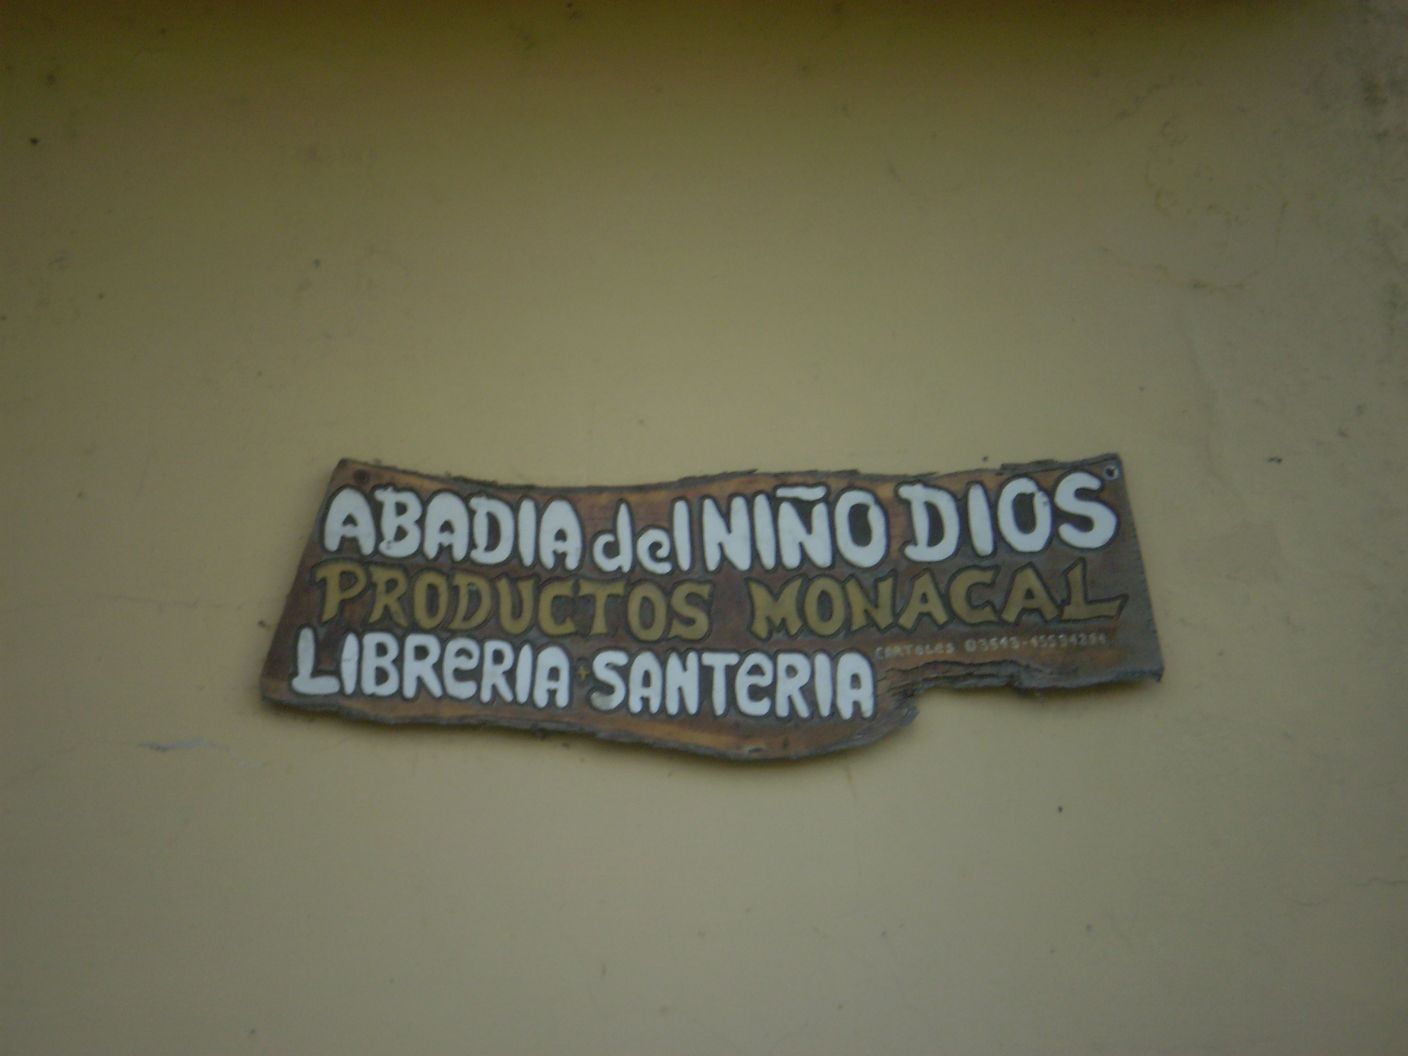 ABADIA del NIÑO DIOS
PRODUCTOS MONACAL
LIBRERIA + SANTERIA